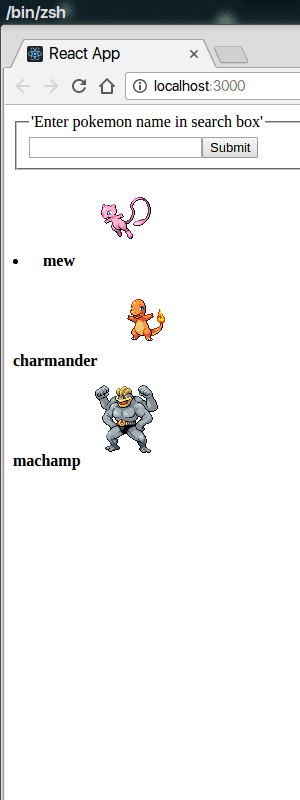 /bin/zsh
React App
localhost:3000
'Enter pokemon name in search box'
Submit
mew
charmander
machamp